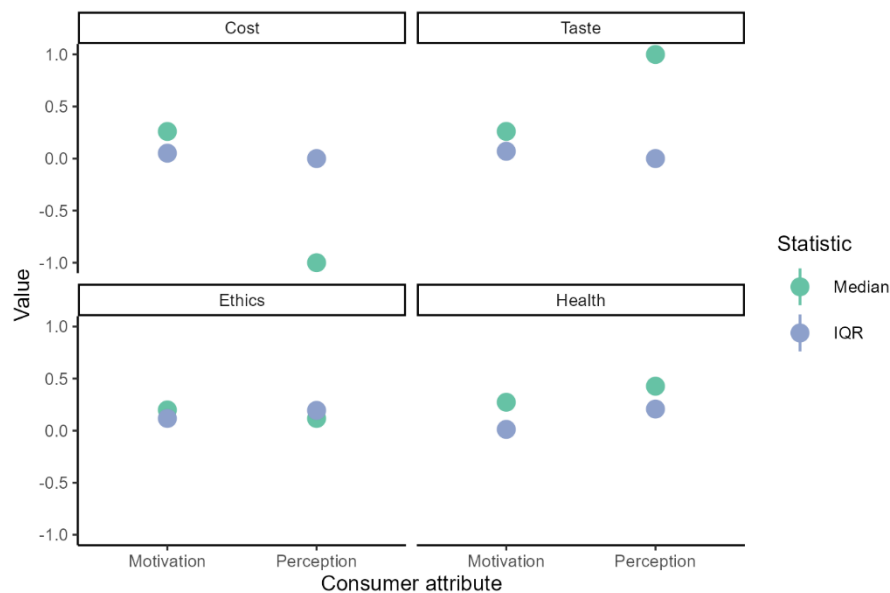 Cost
Taste
1.0
0.5
0.0
-0.5
-1.0
Ethics
Health
1.0
0.5
0.0
-0.5
-1.0
Motivation
Perception
Motivation
Perception
Consumer attribute
Value
Statistic
Median
IQR